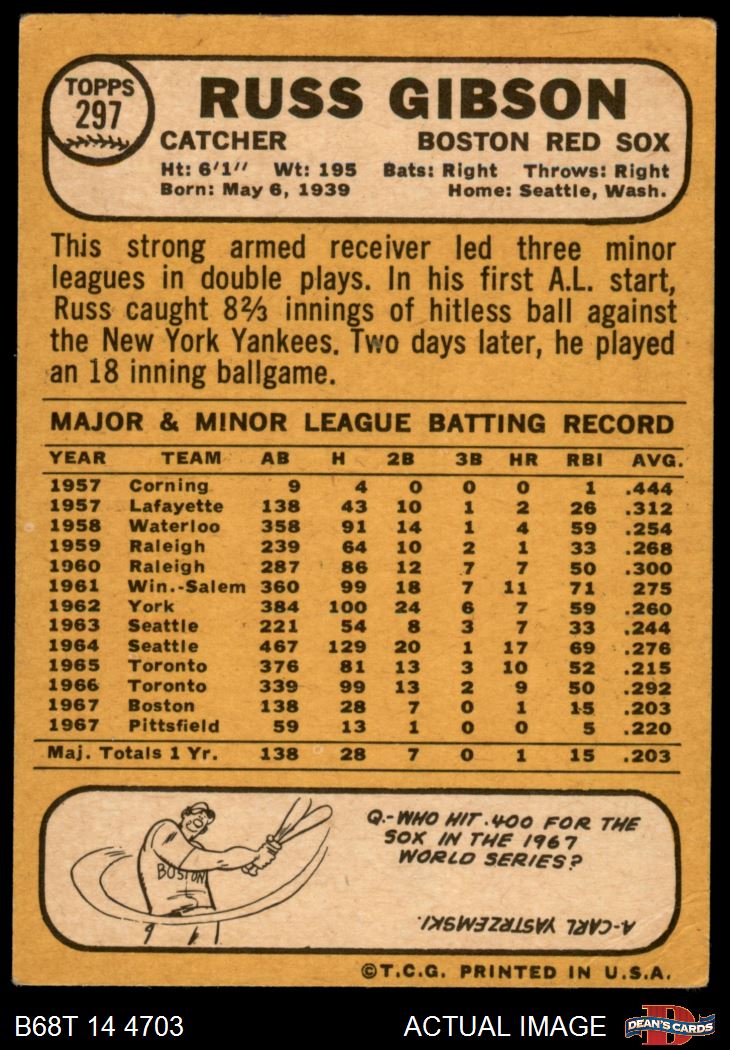 TOPPS
297
RUSS GIBSON
CATCHER BOSTON RED SOX
Ht: 6'1" Wt: 195 Bats: Right Throws: Right
Born: May 6, 1939 Home: Seattle, Wash.
This strong armed receiver led three minor
leagues in double plays. In his first A.L. start,
Russ caught 8⅔ innings of hitless ball against
the New York Yankees. Two days later, he played
an 18 inning ballgame.
MAJOR & MINOR LEAGUE BATTING RECORD
YEAR TEAM AB H 2B 3B HR RBI AVG.
1957 Corning 9 4 0 0 0 1 .444
1957 Lafayette 138 43 10 1 2 26 .312
1958 Waterloo 358 91 14 1 4 59 .254
1959 Raleigh 239 64 10 2 1 33 .268
1960 Raleigh 287 86 12 7 7 50 .300
1961 Win.-Salem 360 99 18 7 11 71 275
1962 York 384 100 24 6 7 59 .260
1963 Seattle 221 54 8 3 7 33 .244
1964 Seattle 467 129 20 1 17 69 .276
1965 Toronto 376 81 13 3 10 52 .215
1966 Toronto 339 99 13 2 9 50 .292
1967 Boston 138 28 7 0 1 15 .203
1967 Pittsfield 59 13 1 0 0 5 .220
Maj. Totals 1 Yr. 138 28 7 0 1 15 .203
BOSTON
Q.-WHO HIT .400 FOR THE
SOX IN THE 1967
WORLD SERIES?
A-CARL YASTRZEMSKI.
©T.C.G. PRINTED IN U.S.A.
B68T 14 4703 ACTUAL IMAGE
D
DEAN'S CARDS